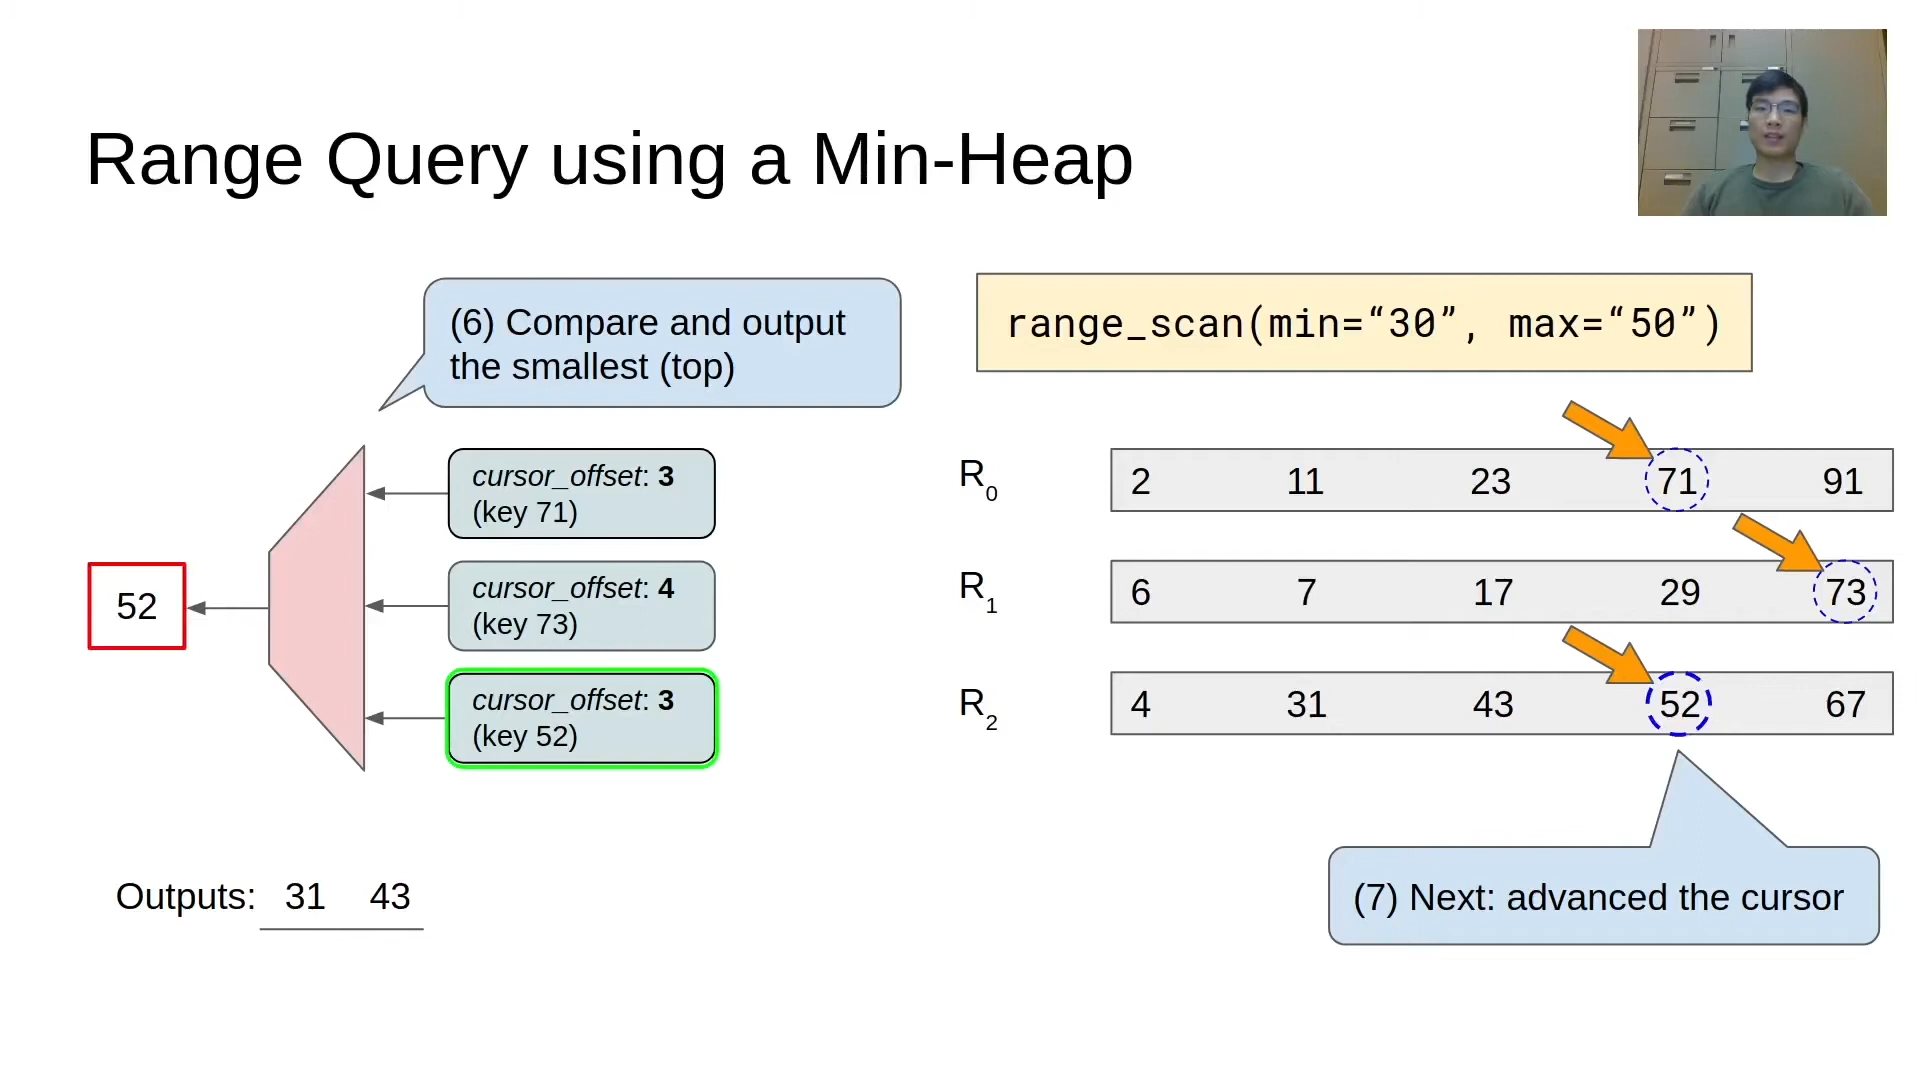 Range Query using a Min-Heap
(6) Compare and output
the smallest (top)
range_scan(min=“30”, max=“50”)
cursor_offset: 3
(key 71)
cursor_offset: 4
(key 73)
cursor_offset: 3
(key 52)
52
R0 2 11 23 71 91
R1 6 7 17 29 73
R2 4 31 43 52 67
(7) Next: advanced the cursor
Outputs: 31 43